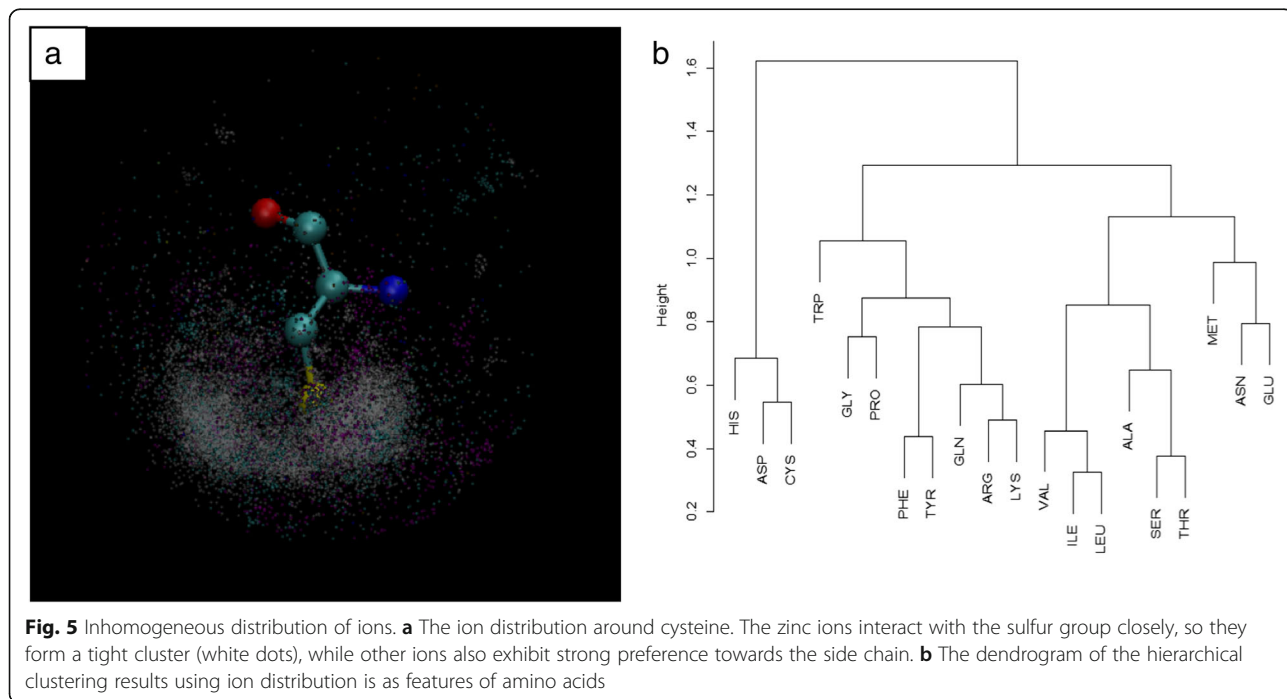 a
b
Height
1.6
1.4
1.2
1.0
0.8
0.6
0.4
0.2
HIS
ASP
CYS
TRP
GLY
PRO
PHE
TYR
GLN
ARG
LYS
VAL
ILE
LEU
ALA
SER
THR
MET
ASN
GLU
Fig. 5 Inhomogeneous distribution of ions. a The ion distribution around cysteine. The zinc ions interact with the sulfur group closely, so they
form a tight cluster (white dots), while other ions also exhibit strong preference towards the side chain. b The dendrogram of the hierarchical
clustering results using ion distribution is as features of amino acids